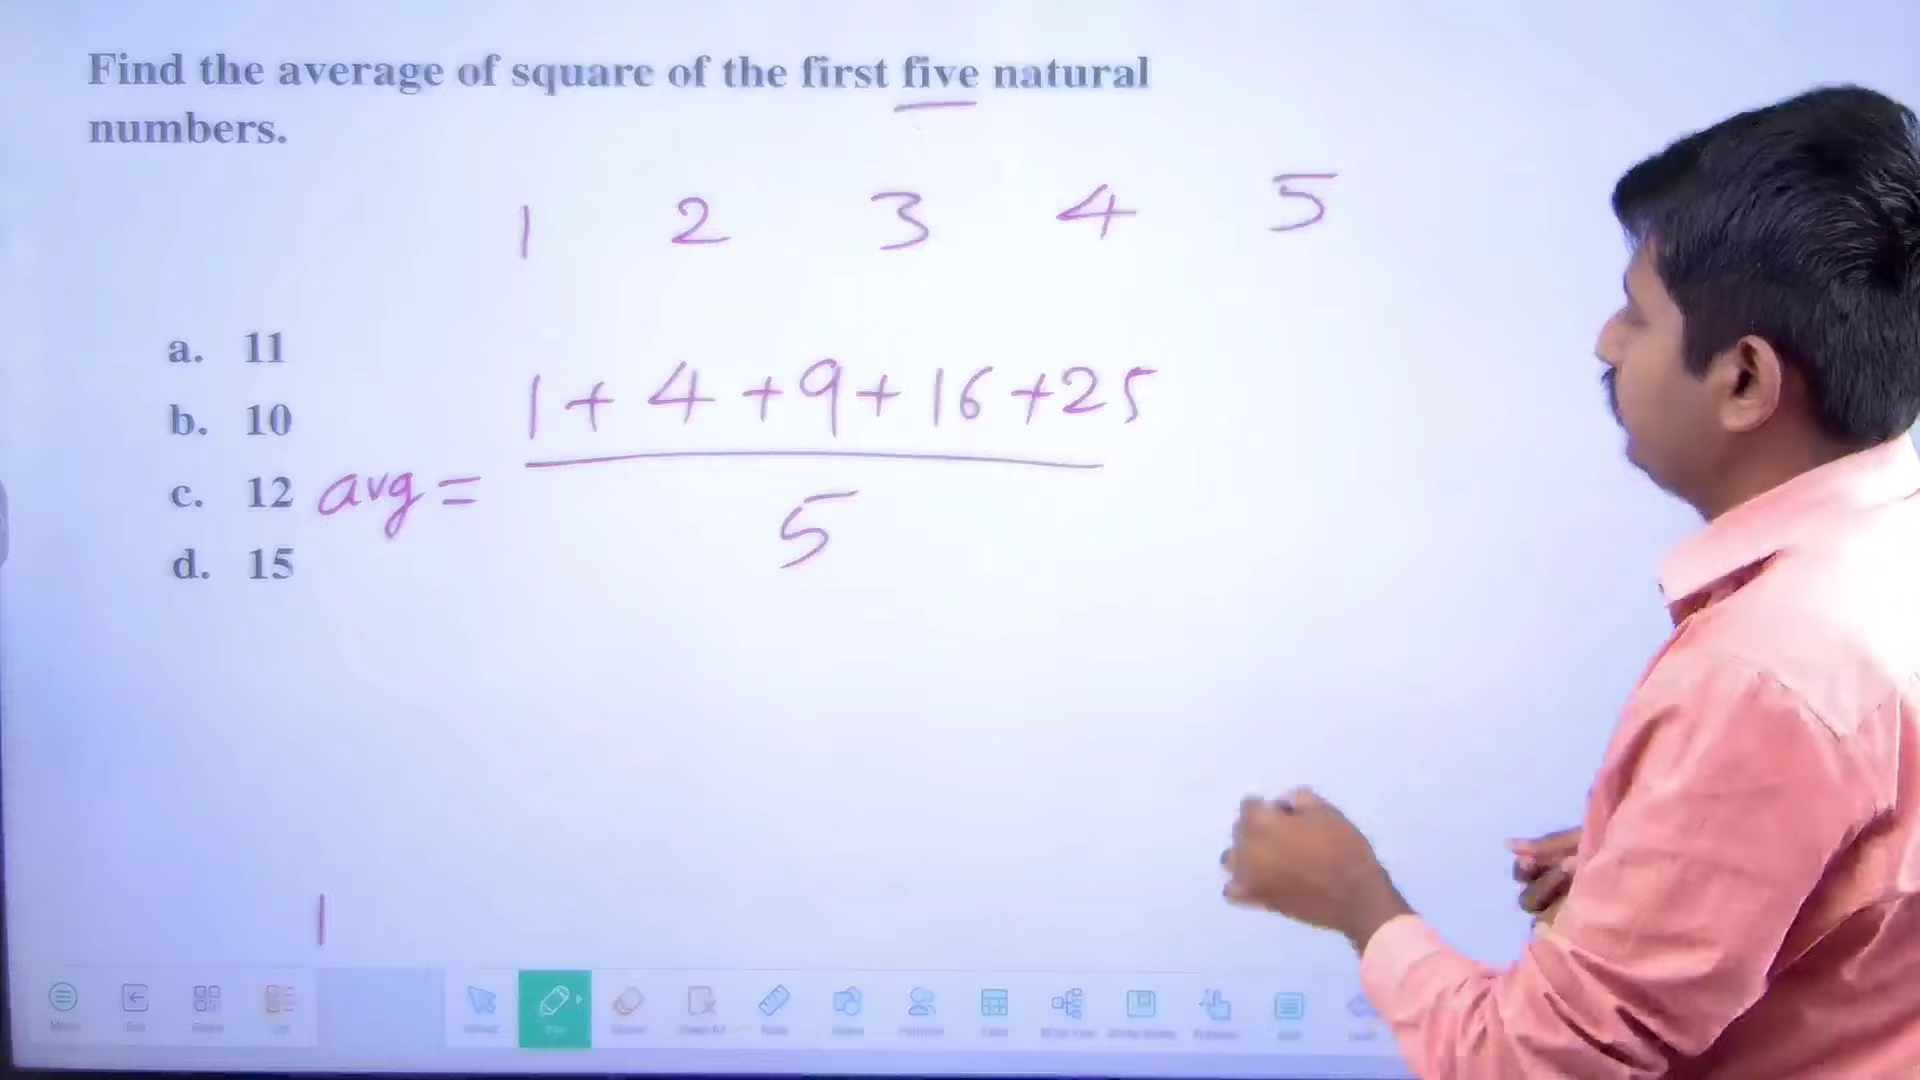 Find the average of square of the first five natural
numbers.
1 2 3 4 5
a. 11
1 + 4 + 9 + 16 + 25
b. 10
c. 12
avg =
5
d. 15